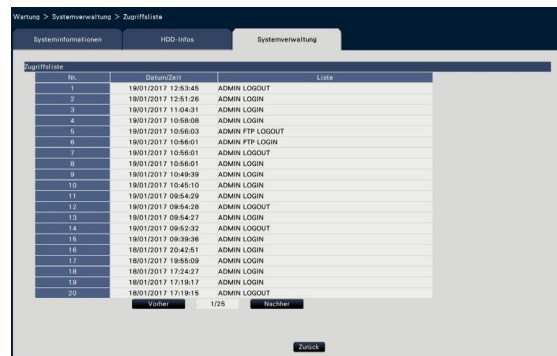 Wartung > Systemverwaltung > Zugriffsliste
Systeminformationen HDD-Infos Systemverwaltung
Zugriffsliste
Nr. Datum/Zeit Liste
1 19/01/2017 12:53:45 ADMIN LOGOUT
2 19/01/2017 12:51:26 ADMIN LOGIN
3 19/01/2017 11:04:31 ADMIN LOGIN
4 19/01/2017 10:58:08 ADMIN LOGIN
5 19/01/2017 10:56:03 ADMIN FTP LOGOUT
6 19/01/2017 10:56:01 ADMIN FTP LOGIN
7 19/01/2017 10:56:01 ADMIN LOGOUT
8 19/01/2017 10:56:01 ADMIN LOGIN
9 19/01/2017 10:49:39 ADMIN LOGIN
10 19/01/2017 10:45:10 ADMIN LOGIN
11 19/01/2017 09:54:29 ADMIN LOGIN
12 19/01/2017 09:54:28 ADMIN LOGOUT
13 19/01/2017 09:54:27 ADMIN LOGIN
14 19/01/2017 09:52:32 ADMIN LOGOUT
15 19/01/2017 09:39:36 ADMIN LOGIN
16 18/01/2017 20:42:51 ADMIN LOGIN
17 18/01/2017 19:55:09 ADMIN LOGIN
18 18/01/2017 17:24:27 ADMIN LOGIN
19 18/01/2017 17:19:17 ADMIN LOGIN
20 18/01/2017 17:19:15 ADMIN LOGOUT
Vorher 1/25 Nachher
Zurück